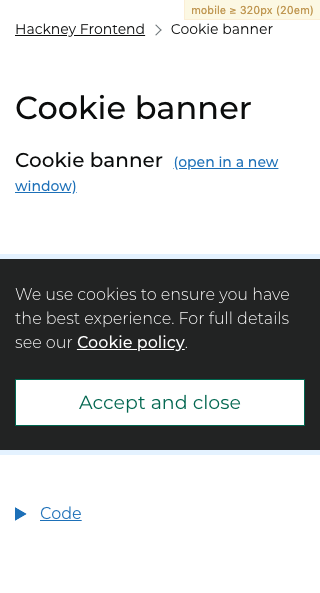 mobile ≥ 320px (20em)
Hackney Frontend > Cookie banner
Cookie banner
Cookie banner (open in a new
window)
We use cookies to ensure you have
the best experience. For full details
see our Cookie policy.
Accept and close
Code